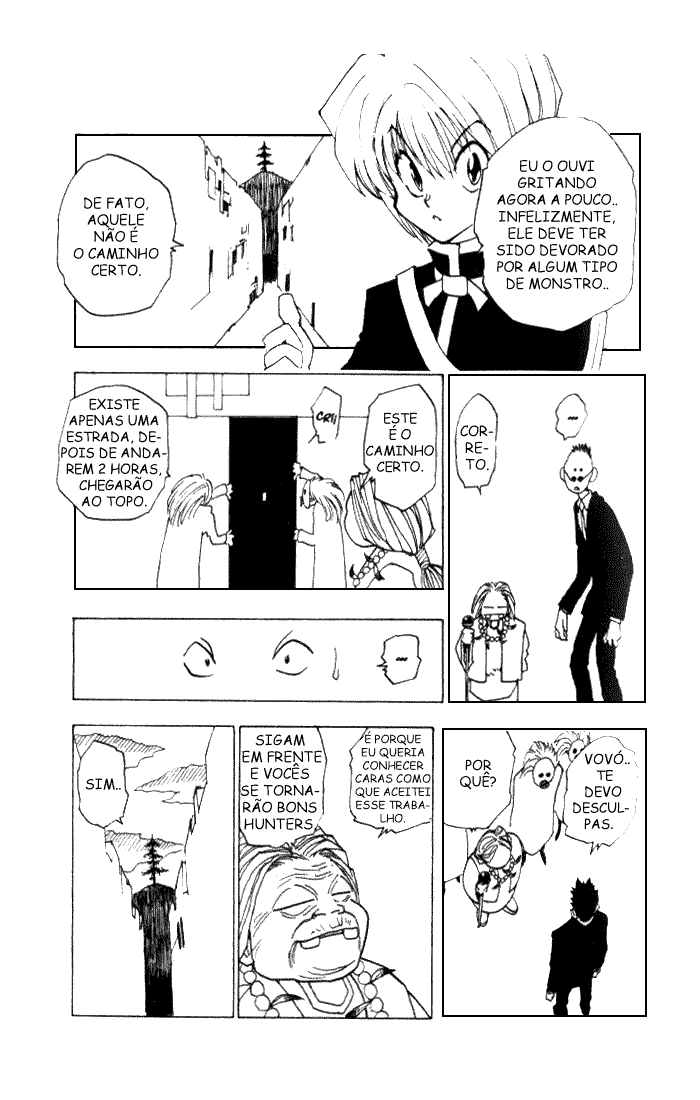 EU O OUVI
GRITANDO
AGORA A POUCO..
INFELIZMENTE,
ELE DEVE TER
SIDO DEVORADO
POR ALGUM TIPO
DE MONSTRO..
DE FATO,
AQUELE
NÃO É
O CAMINHO
CERTO.
COR-
RE-
TO.
ESTE
É O
CAMINHO
CERTO.
CRII
EXISTE
APENAS UMA
ESTRADA, DE-
POIS DE ANDA-
REM 2 HORAS,
CHEGARÃO
AO TOPO.
VOVÓ..
TE
DEVO
DESCUL-
PAS.
POR
QUÊ?
É PORQUE
EU QUERIA
CONHECER
CARAS COMO
QUE ACEITEI
ESSE TRABA-
LHO.
SIGAM
EM FRENTE
E VOCÊS
SE TORNA-
RÃO BONS
HUNTERS
SIM..